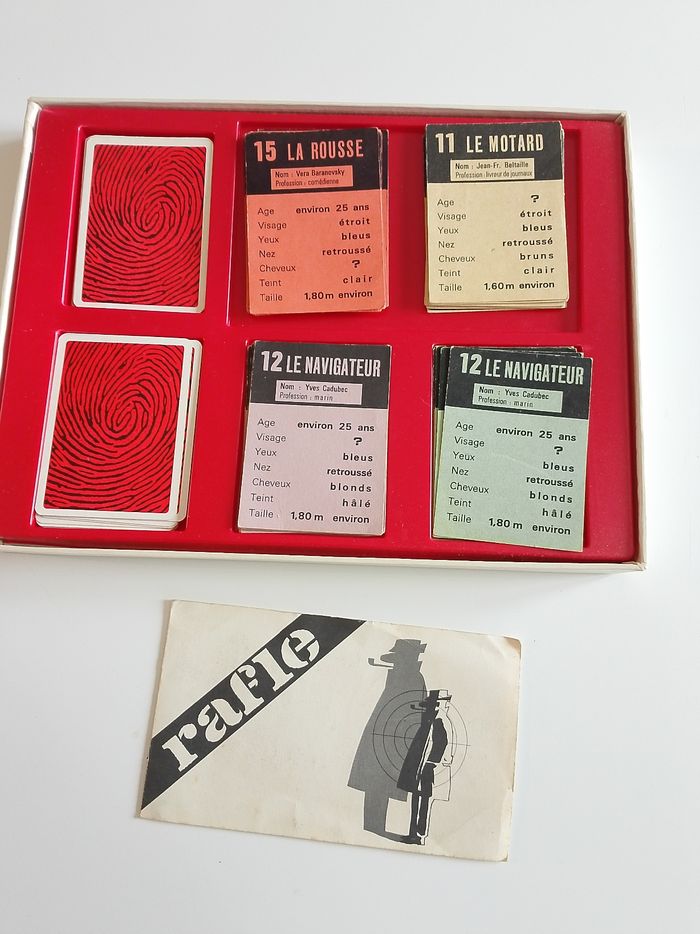 15 LA ROUSSE
Nom : Vera Baranovsky
Profession : comédienne
Age environ 25 ans
Visage étroit
Yeux bleus
Nez retroussé
Cheveux ?
Teint clair
Taille 1,80 m environ
11 LE MOTARD
Nom : Jean-Fr. Beltaille
Profession : livreur de journaux
Age ?
Visage étroit
Yeux bleus
Nez retroussé
Cheveux bruns
Teint clair
Taille 1,60 m environ
12 LE NAVIGATEUR
Nom : Yves Cadubec
Profession : marin
Age environ 25 ans
Visage ?
Yeux bleus
Nez retroussé
Cheveux blonds
Teint hâlé
Taille 1,80 m environ
12 LE NAVIGATEUR
Nom : Yves Cadubec
Profession : marin
Age environ 25 ans
Visage ?
Yeux bleus
Nez retroussé
Cheveux blonds
Teint hâlé
Taille 1,80 m environ
rafle